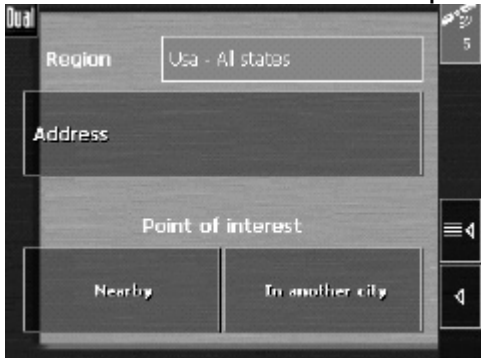 Dual
5
Region Usa - All states
Address
Point of interest
Nearby In another city